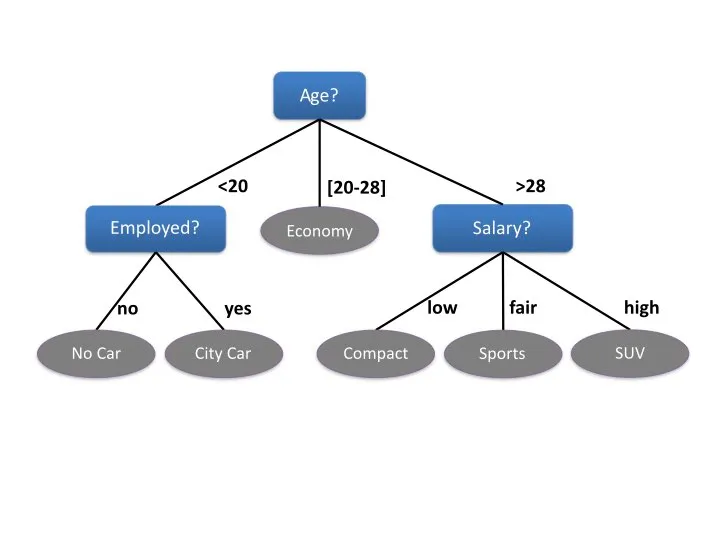 Age?
<20
[20-28]
>28
Employed?
Economy
Salary?
no
yes
low
fair
high
No Car
City Car
Compact
Sports
SUV